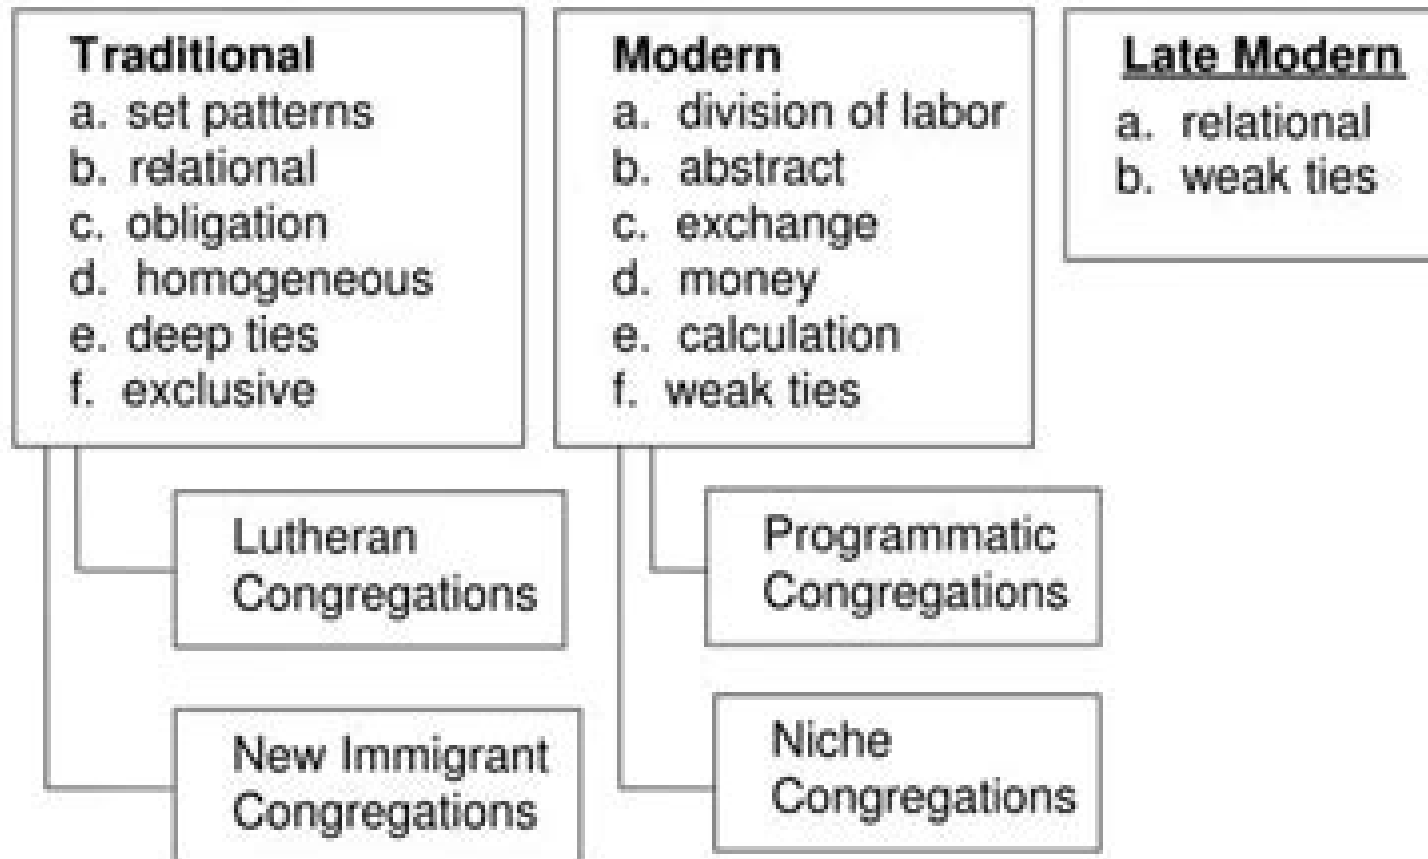 Traditional
a. set patterns
b. relational
c. obligation
d. homogeneous
e. deep ties
f. exclusive
Modern
a. division of labor
b. abstract
c. exchange
d. money
e. calculation
f. weak ties
Late Modern
a. relational
b. weak ties
Lutheran
Congregations
New Immigrant
Congregations
Programmatic
Congregations
Niche
Congregations